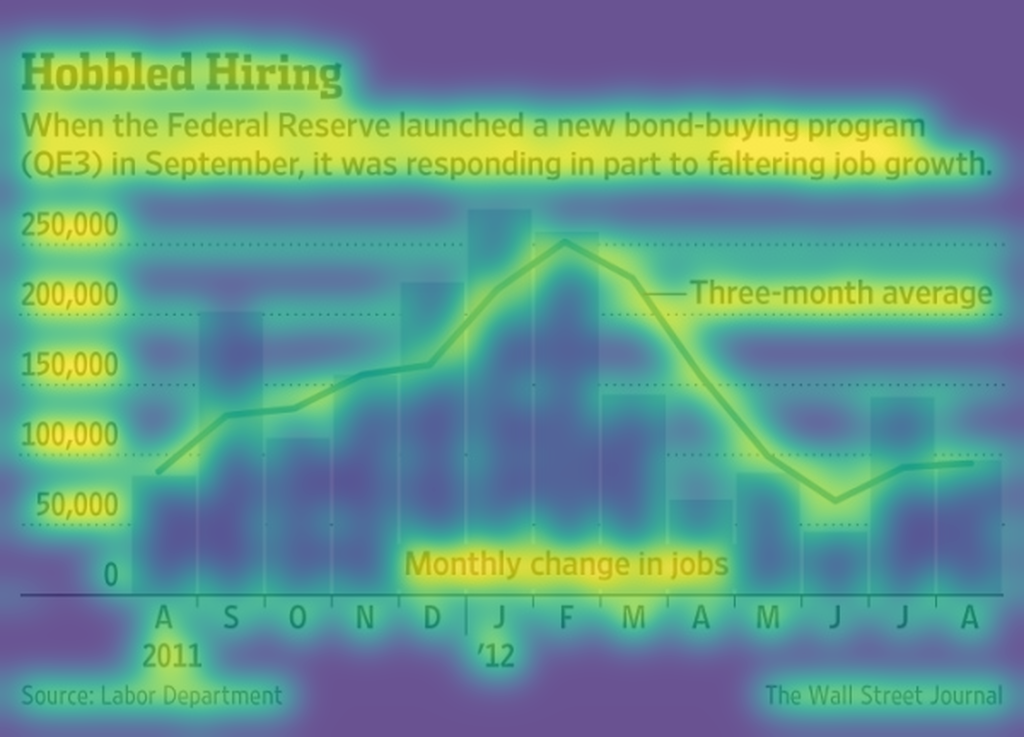 Hobbled Hiring
When the Federal Reserve launched a new bond-buying program
(QE3) in September, it was responding in part to faltering job growth.
250,000
200,000
Three-month average
150,000
100,000
50,000
Monthly change in jobs
0
A S O N D J F M A M J J A
2011 '12
Source: Labor Department
The Wall Street Journal